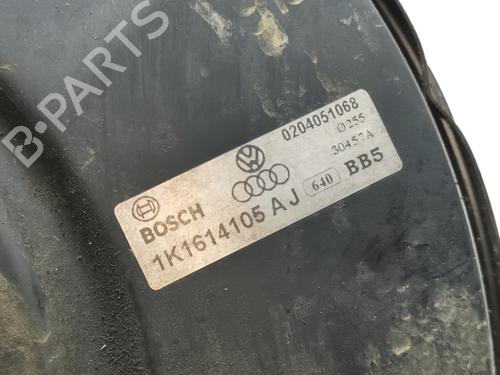 B-PARTS
0204051068
Ø255
30457A
BOSCH
1K1614105 AJ 640 BB5